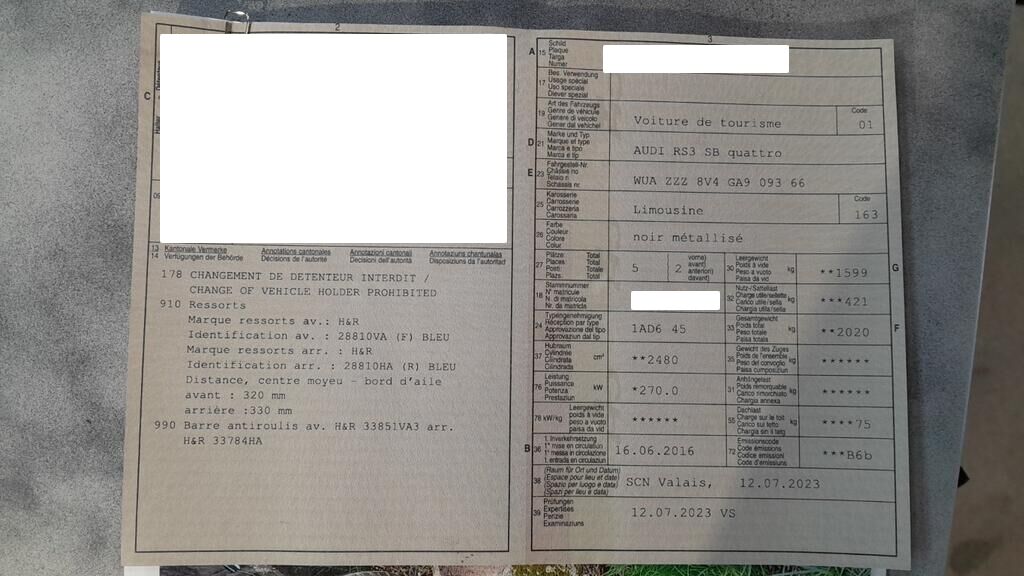 2
C
09
13 Kantonale Vermerke Annotations cantonales Annotazioni cantonali Annotaziuns chantunalas
14 Verfügungen der Behörde Décisions de l'autorité Decisioni dell'autorità Disposiziuns da l'autoritad
178 CHANGEMENT DE DETENTEUR INTERDIT /
CHANGE OF VEHICLE HOLDER PROHIBITED
910 Ressorts
Marque ressorts av.: H&R
Identification av. : 28810VA (F) BLEU
Marque ressorts arr. : H&R
Identification arr. : 28810HA (R) BLEU
Distance, centre moyeu - bord d'aile
avant : 320 mm
arrière :330 mm
990 Barre antiroulis av. H&R 33851VA3 arr.
H&R 33784HA
3
A 15 Schild
Plaque
Targa
Numer
17 Bes. Verwendung
Usage spécial
Uso speciale
Diever spezial
19 Art des Fahrzeugs
Genre de véhicule
Genere di veicolo
Gener dal vehichel
Voiture de tourisme
Code
01
D 21 Marke und Typ
Marque et type
Marca e tipo
Marca e tip
AUDI RS3 SB quattro
E 23 Fahrgestell-Nr.
Châssis no
Telaio n
Schassis nr.
WUA ZZZ 8V4 GA9 093 66
25 Karosserie
Carrosserie
Carrozzeria
Carossaria
Limousine
Code
163
26 Farbe
Couleur
Colore
Colur
noir métallisé
27 Plätze: Total
Places: Total
Posti: Totale
Plazs: Total
5
2
vorne)
avant)
anteriori)
davant)
30 Leergewicht
Poids à vide
Peso a vuoto
Paisa da vid
kg
**1599
G
18 Stammnummer
N° matricule
N. di matricola
Nr. da matricla
32 Nutz-/Sattellast
Charge utile/sellette
Carico utile/sella
Chargia utila/sella
kg
***421
24 Typengenehmigung
Réception par type
Approvazione del tipo
Approvaziun dal tip
1AD6 45
33 Gesamtgewicht
Poids total
Peso totale
Paisa totala
kg
**2020
F
37 Hubraum
Cylindrée
Cilindrata
Cilindrada
cm³
**2480
35 Gewicht des Zuges
Poids de l'ensemble
Peso del convoglio
Paisa cumposiziun
kg
******
76 Leistung
Puissance
Potenza
Prestaziun
kW
*270.0
31 Anhängelast
Poids remorquable
Carico rimorchiato
Chargia annexa
kg
******
78 kW/kg
Leergewicht
poids à vide
peso a vuoto
paisa da vid
******
55 Dachlast
Charge sur le toit
Carico sul tetto
Chargia sin il tetg
kg
****75
B 36 1. Inverkehrsetzung
1re mise en circulation
1a messa in circolazione
1. entrada en circulaziun
16.06.2016
72 Emissionscode
Code émissions
Codice emissioni
Code d'emissiuns
***B6b
38 (Raum für Ort und Datum)
(Espace pour lieu et date)
(Spazio per luogo e data)
(Spazi per lieu e data)
SCN Valais, 12.07.2023
39 Prüfungen
Expertises
Perizie
Examinaziuns
12.07.2023 VS